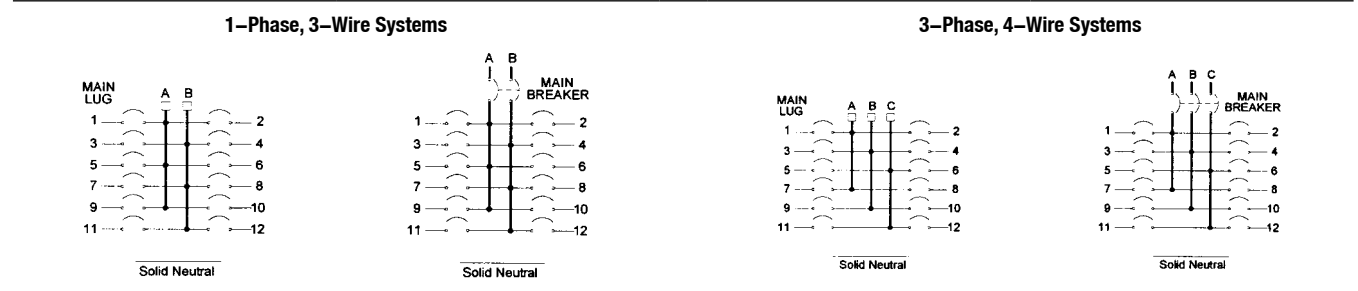 1–Phase, 3–Wire Systems
3–Phase, 4–Wire Systems
MAIN
LUG
A B
1 2
3 4
5 6
7 8
9 10
11 12
Solid Neutral
A B
MAIN
BREAKER
1 2
3 4
5 6
7 8
9 10
11 12
Solid Neutral
MAIN
LUG
A B C
1 2
3 4
5 6
7 8
9 10
11 12
Solid Neutral
A B C
MAIN
BREAKER
1 2
3 4
5 6
7 8
9 10
11 12
Solid Neutral